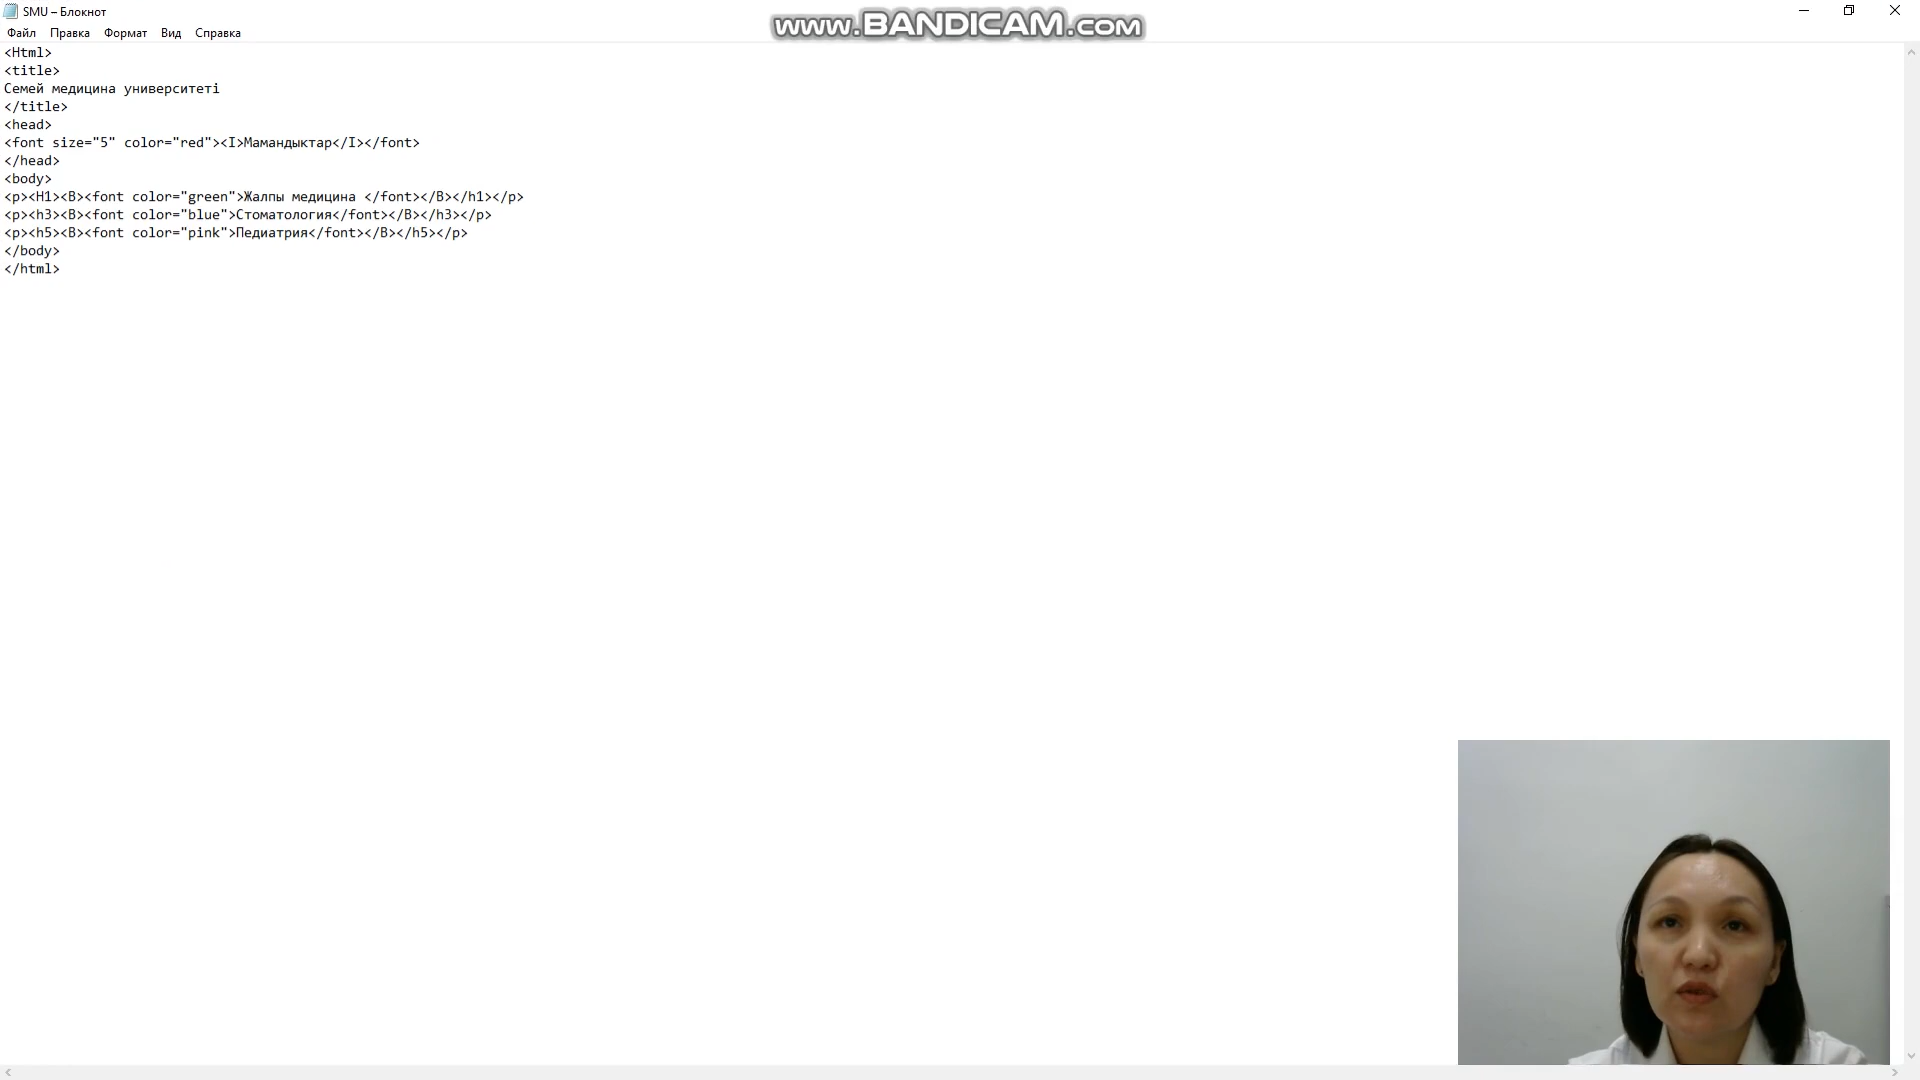 SMU – Блокнот
www.BANDICAM.com
Файл Правка Формат Вид Справка
<Html>
<title>
Семей медицина университеті
</title>
<head>
<font size="5" color="red"><I>Мамандыктар</I></font>
</head>
<body>
<p><H1><B><font color="green">Жалпы медицина </font></B></h1></p>
<p><h3><B><font color="blue">Стоматология</font></B></h3></p>
<p><h5><B><font color="pink">Педиатрия</font></B></h5></p>
</body>
</html>